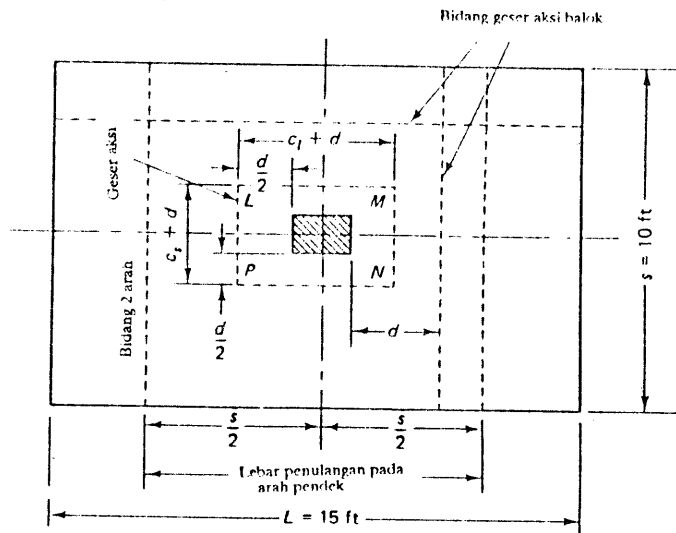 Bidang geser aksi balok
c_l + d
d/2
Geser aksi
L
M
c_s + d
s = 10 ft
P
N
Bidang 2 arah
d/2
d
s/2
s/2
Lebar penulangan pada
arah pendek
L = 15 ft